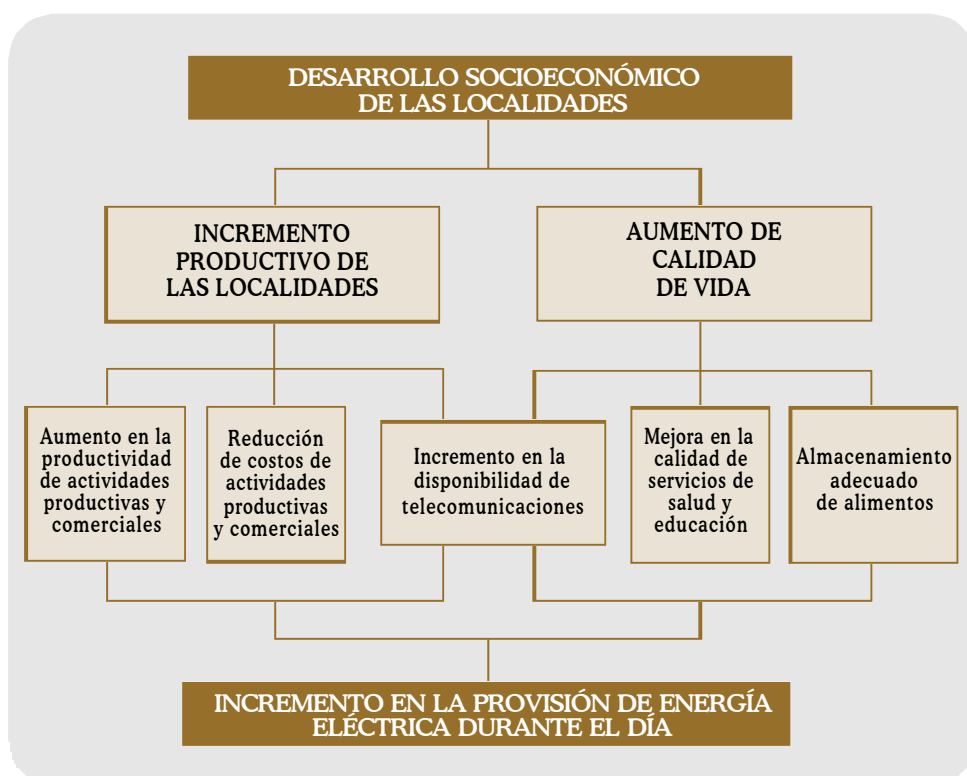 DESARROLLO SOCIOECONÓMICO
DE LAS LOCALIDADES
INCREMENTO
PRODUCTIVO DE
LAS LOCALIDADES
AUMENTO DE
CALIDAD
DE VIDA
Aumento en la
productividad
de actividades
productivas y
comerciales
Reducción
de costos de
actividades
productivas
y comerciales
Incremento en la
disponibilidad de
telecomunicaciones
Mejora en la
calidad de
servicios de
salud y
educación
Almacenamiento
adecuado
de alimentos
INCREMENTO EN LA PROVISIÓN DE ENERGÍA
ELÉCTRICA DURANTE EL DÍA